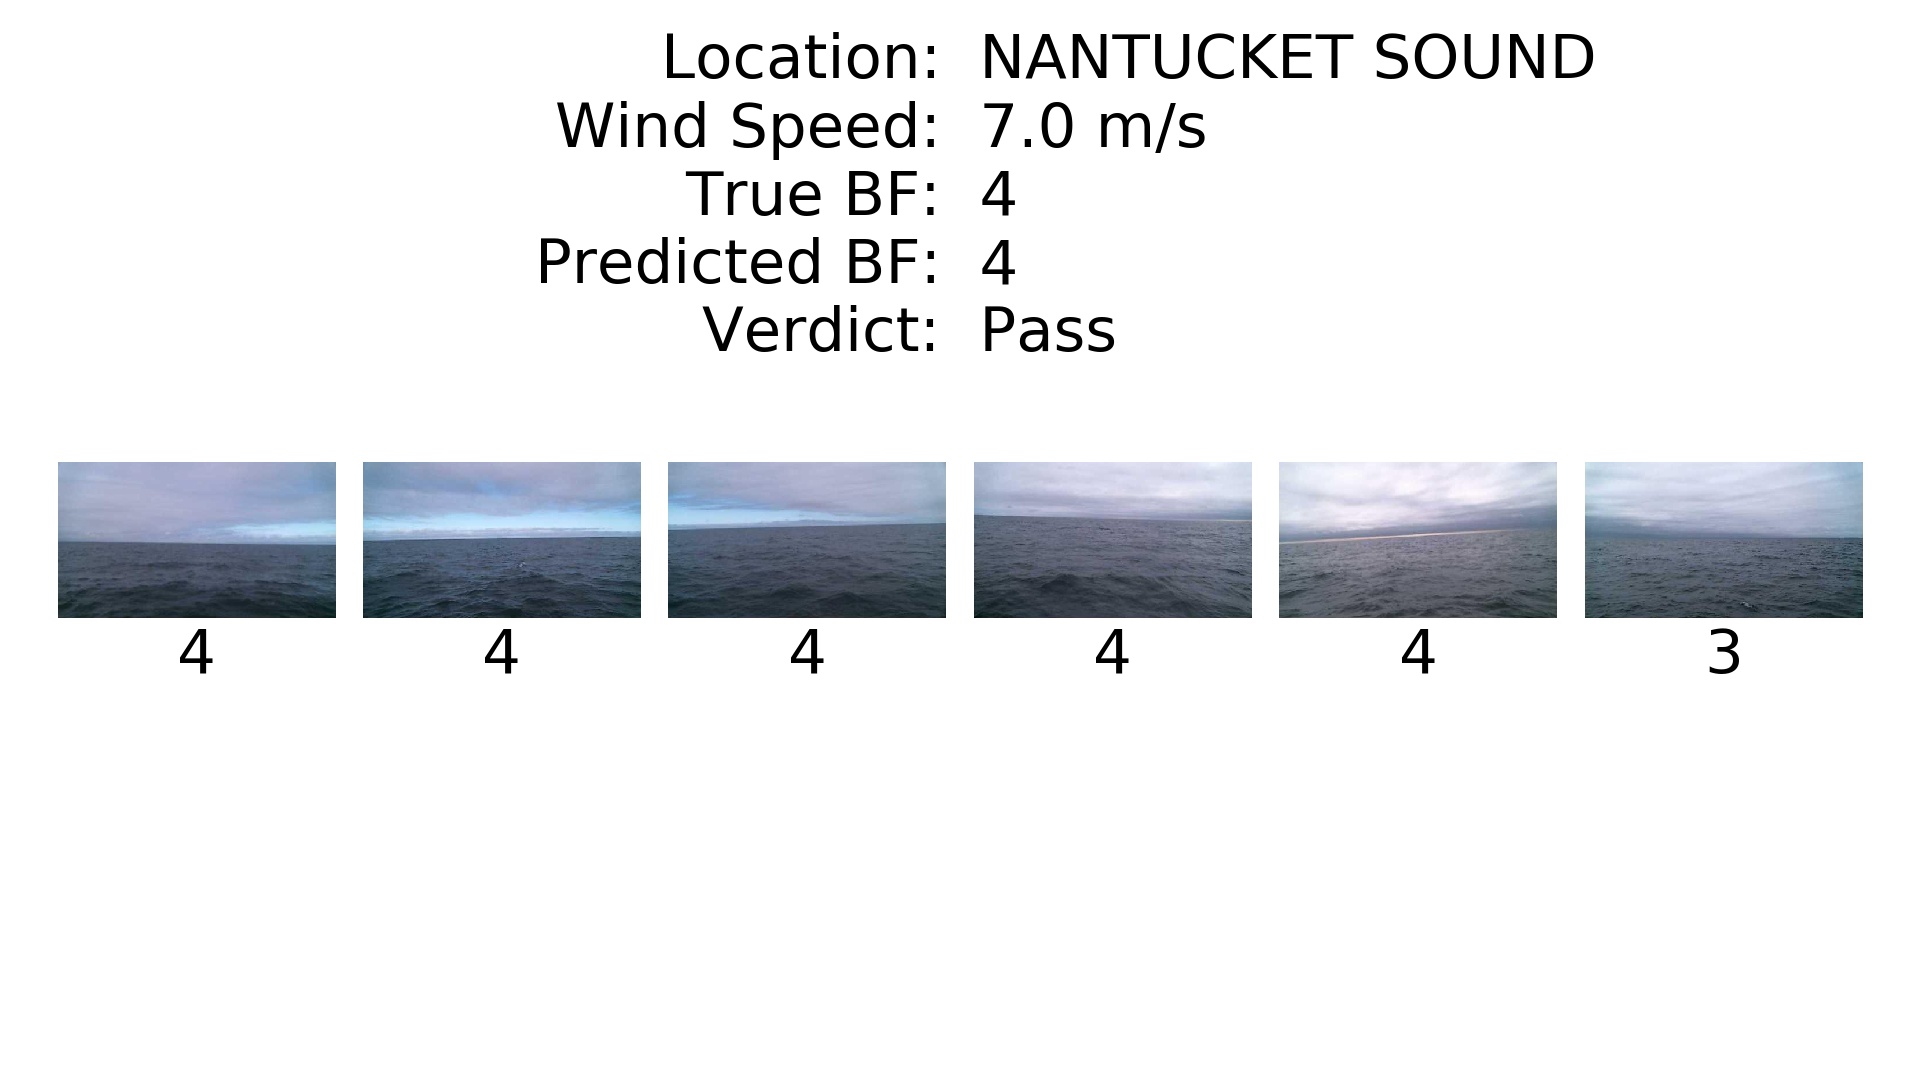 Location: NANTUCKET SOUND
Wind Speed: 7.0 m/s
True BF: 4
Predicted BF: 4
Verdict: Pass
4 4 4 4 4 3